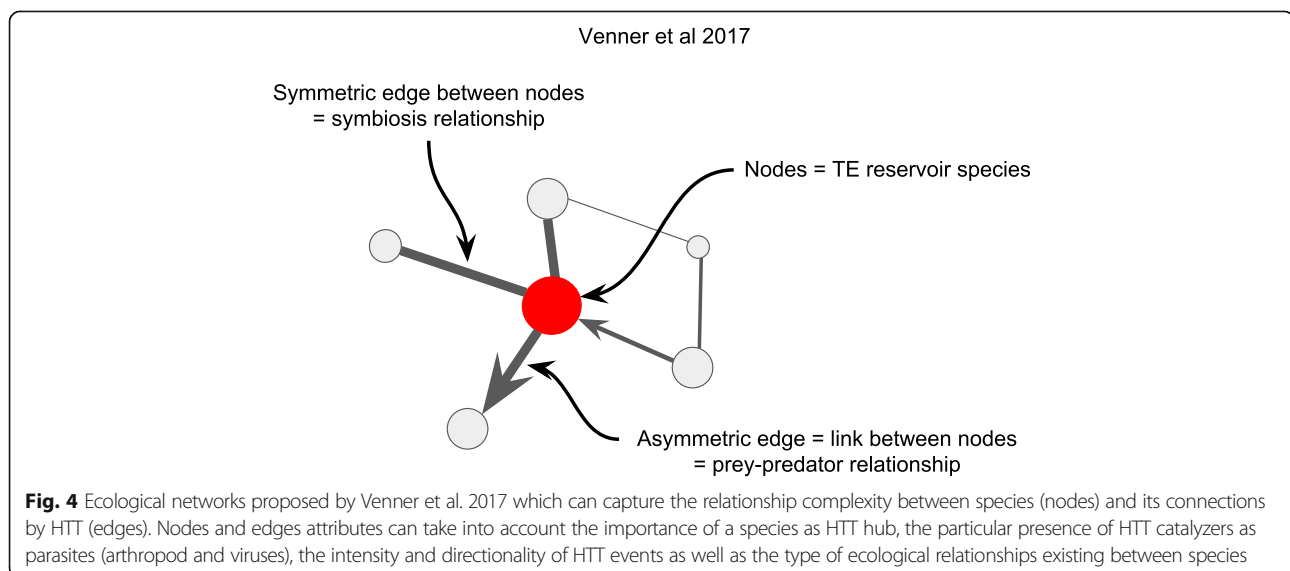 Venner et al 2017
Symmetric edge between nodes
= symbiosis relationship
Nodes = TE reservoir species
Asymmetric edge = link between nodes
= prey-predator relationship
Fig. 4 Ecological networks proposed by Venner et al. 2017 which can capture the relationship complexity between species (nodes) and its connections
by HTT (edges). Nodes and edges attributes can take into account the importance of a species as HTT hub, the particular presence of HTT catalyzers as
parasites (arthropod and viruses), the intensity and directionality of HTT events as well as the type of ecological relationships existing between species